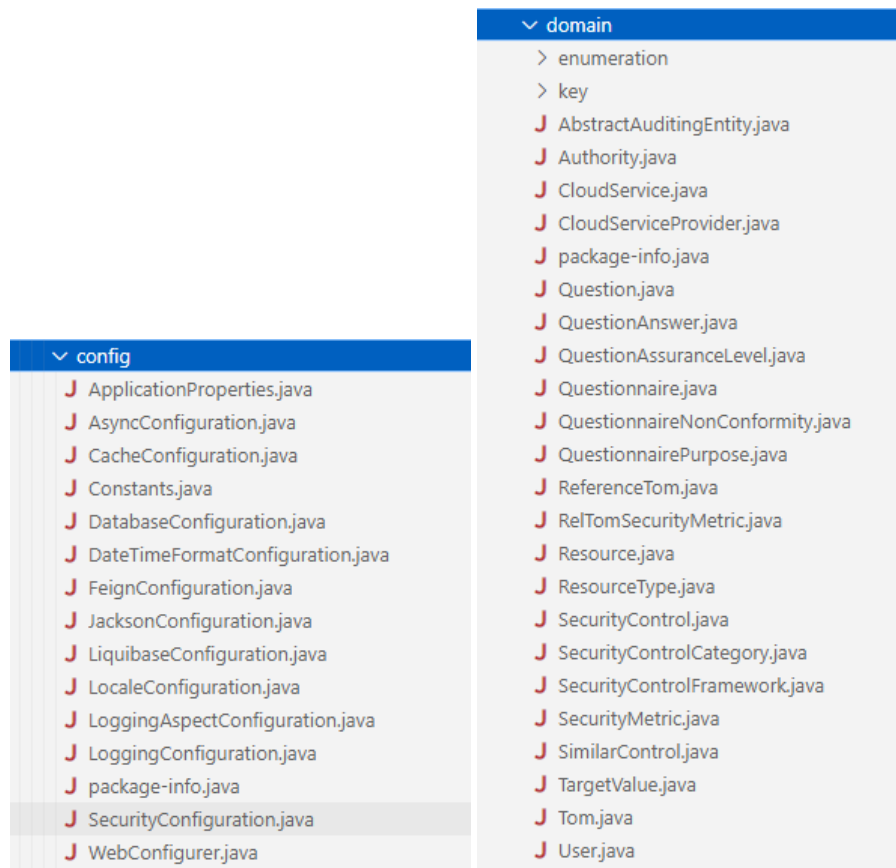 config
ApplicationProperties.java
AsyncConfiguration.java
CacheConfiguration.java
Constants.java
DatabaseConfiguration.java
DateTimeFormatConfiguration.java
FeignConfiguration.java
JacksonConfiguration.java
LiquibaseConfiguration.java
LocaleConfiguration.java
LoggingAspectConfiguration.java
LoggingConfiguration.java
package-info.java
SecurityConfiguration.java
WebConfigurer.java
domain
enumeration
key
AbstractAuditingEntity.java
Authority.java
CloudService.java
CloudServiceProvider.java
package-info.java
Question.java
QuestionAnswer.java
QuestionAssuranceLevel.java
Questionnaire.java
QuestionnaireNonConformity.java
QuestionnairePurpose.java
ReferenceTom.java
RelTomSecurityMetric.java
Resource.java
ResourceType.java
SecurityControl.java
SecurityControlCategory.java
SecurityControlFramework.java
SecurityMetric.java
SimilarControl.java
TargetValue.java
Tom.java
User.java